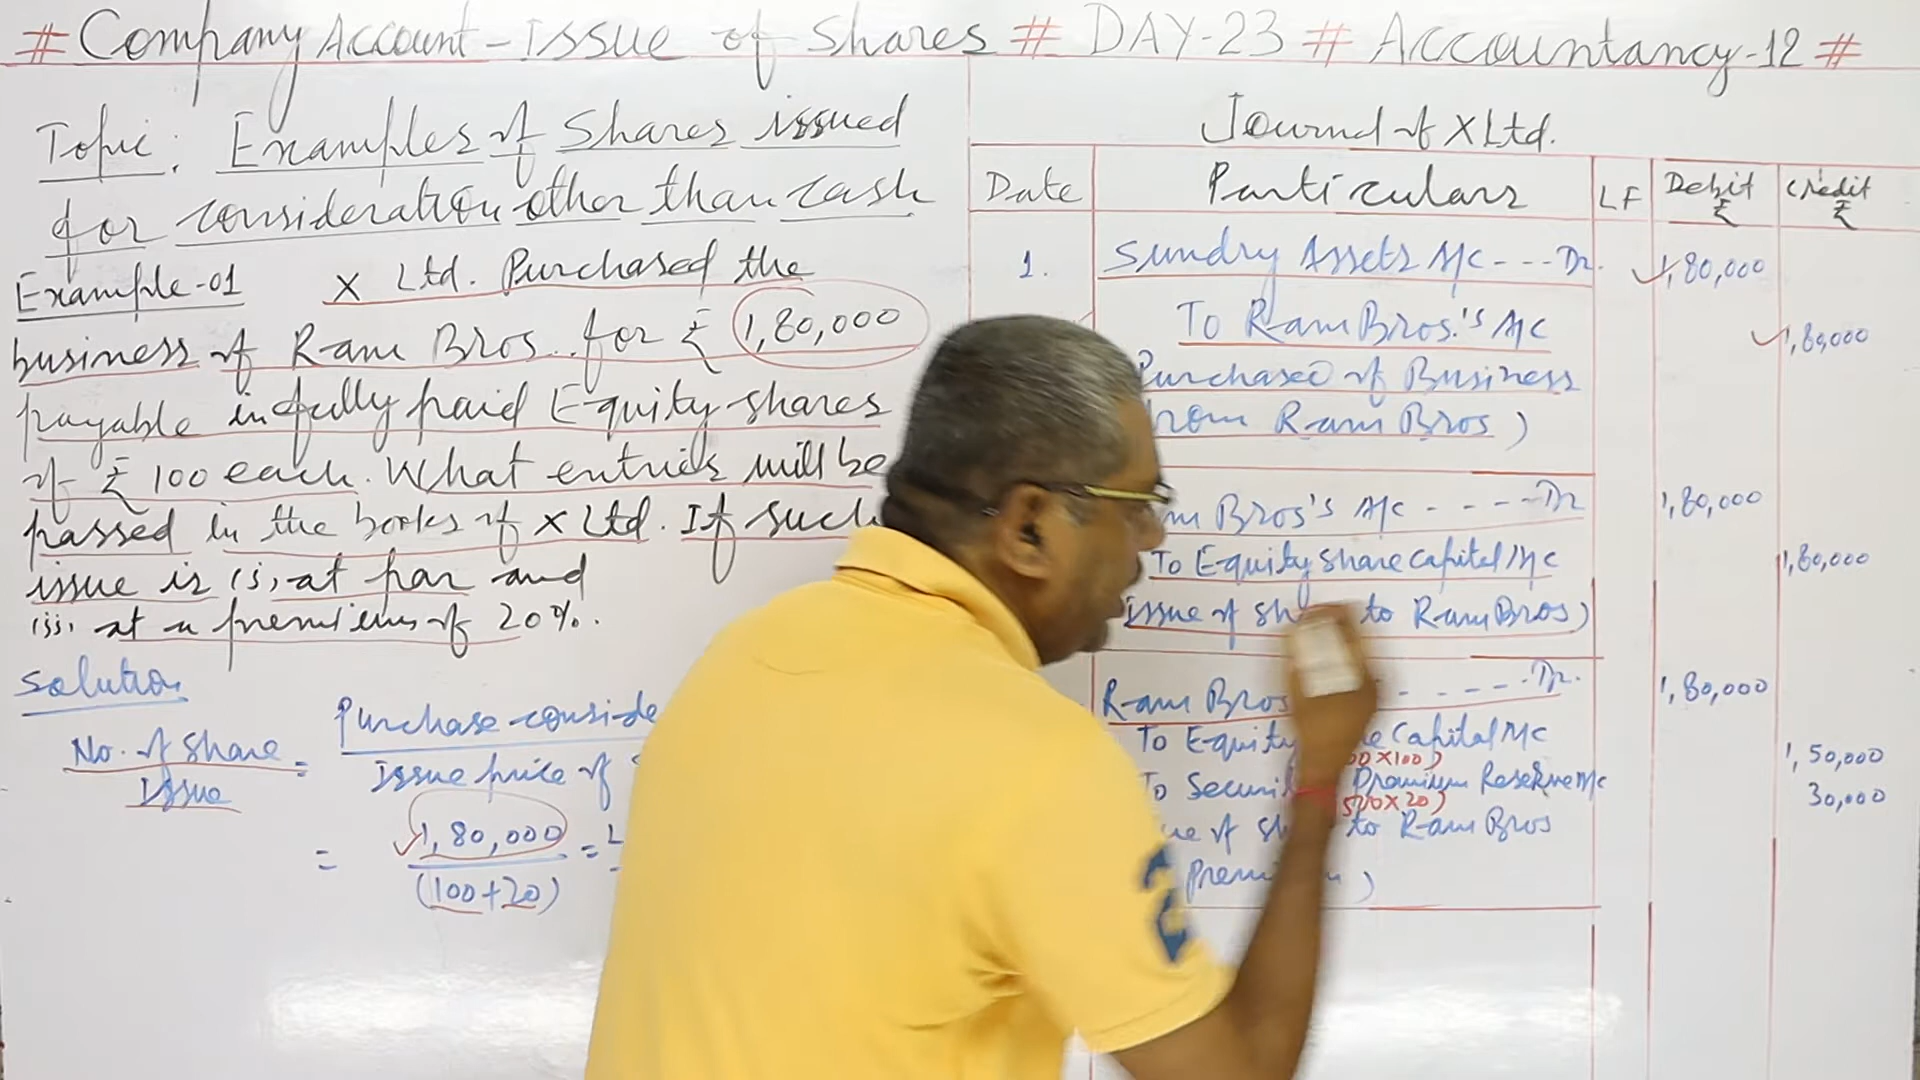 # Company Account - Issue of Shares # DAY-23 # Accountancy-12 #
Topic: Examples of Shares issued
for consideration other than cash
Example-01 X Ltd. Purchased the
business of Ram Bros. for ₹ 1,80,000
payable in fully paid Equity shares
of ₹ 100 each. What entries will be
passed in the books of X Ltd. If such
issue is (i) at par and
(ii) at a premium of 20%.
Solution
No. of Share
Issue
=
Purchase conside
Issue price of
=
1,80,000
(100+20)
=
Journal of X Ltd.
Date Particulars LF Debit ₹ Credit ₹
1. Sundry Assets A/c ---Dr. 1,80,000
To Ram Bros.'s A/c 1,80,000
Purchased of Business
Ram Bros)
Bros's A/c - - - - Dr 1,80,000
To Equity Share Capital A/c 1,80,000
issue of to Ram Bros)
Ram Bros - - - - - Dr. 1,80,000
To Equity Capital A/c 1,50,000
00×100)
To Premium Reserve A/c 30,000
500×20)
of to Ram Bros
)